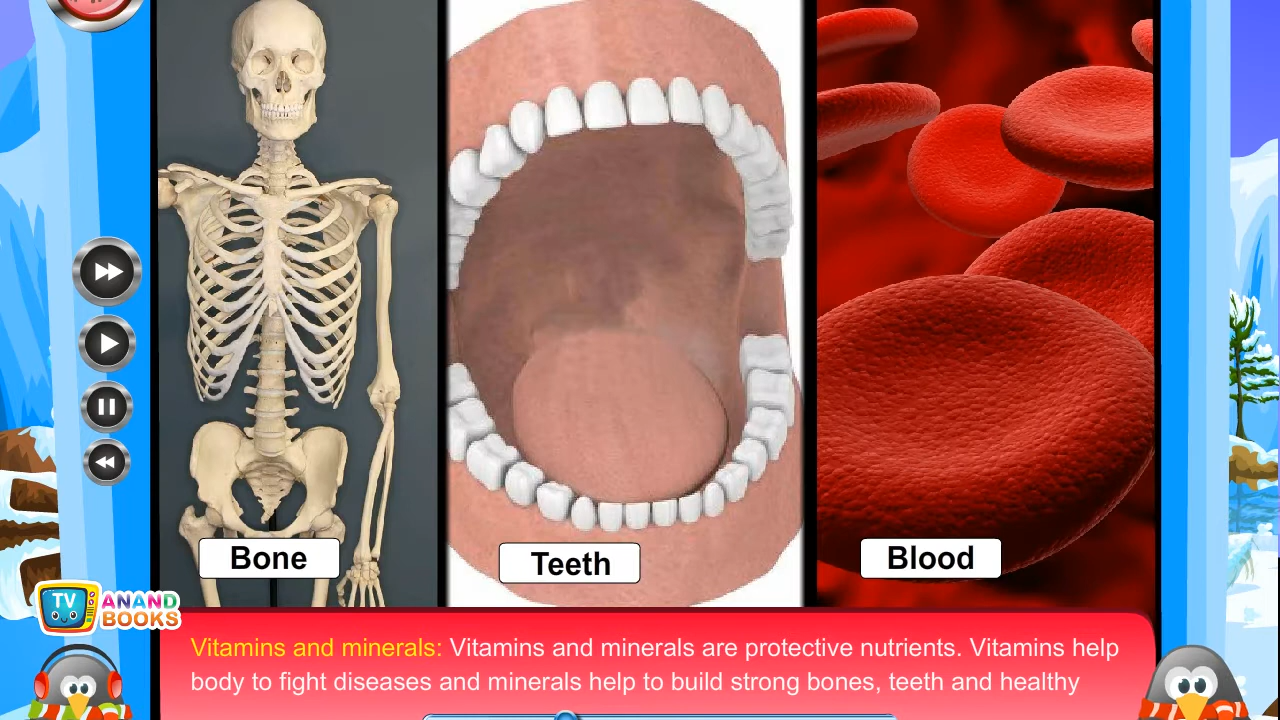 Bone
Teeth
Blood
TV
ANAND
BOOKS
Vitamins and minerals: Vitamins and minerals are protective nutrients. Vitamins help
body to fight diseases and minerals help to build strong bones, teeth and healthy